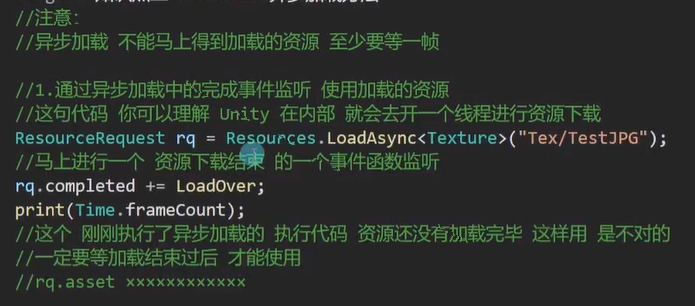 //注意:
//异步加载 不能马上得到加载的资源 至少要等一帧
//1.通过异步加载中的完成事件监听 使用加载的资源
//这句代码 你可以理解 Unity 在内部 就会去开一个线程进行资源下载
ResourceRequest rq = Resources.LoadAsync<Texture>("Tex/TestJPG");
//马上进行一个 资源下载结束 的一个事件函数监听
rq.completed += LoadOver;
print(Time.frameCount);
//这个 刚刚执行了异步加载的 执行代码 资源还没有加载完毕 这样用 是不对的
//一定要等加载结束过后 才能使用
//rq.asset ××××××××××××